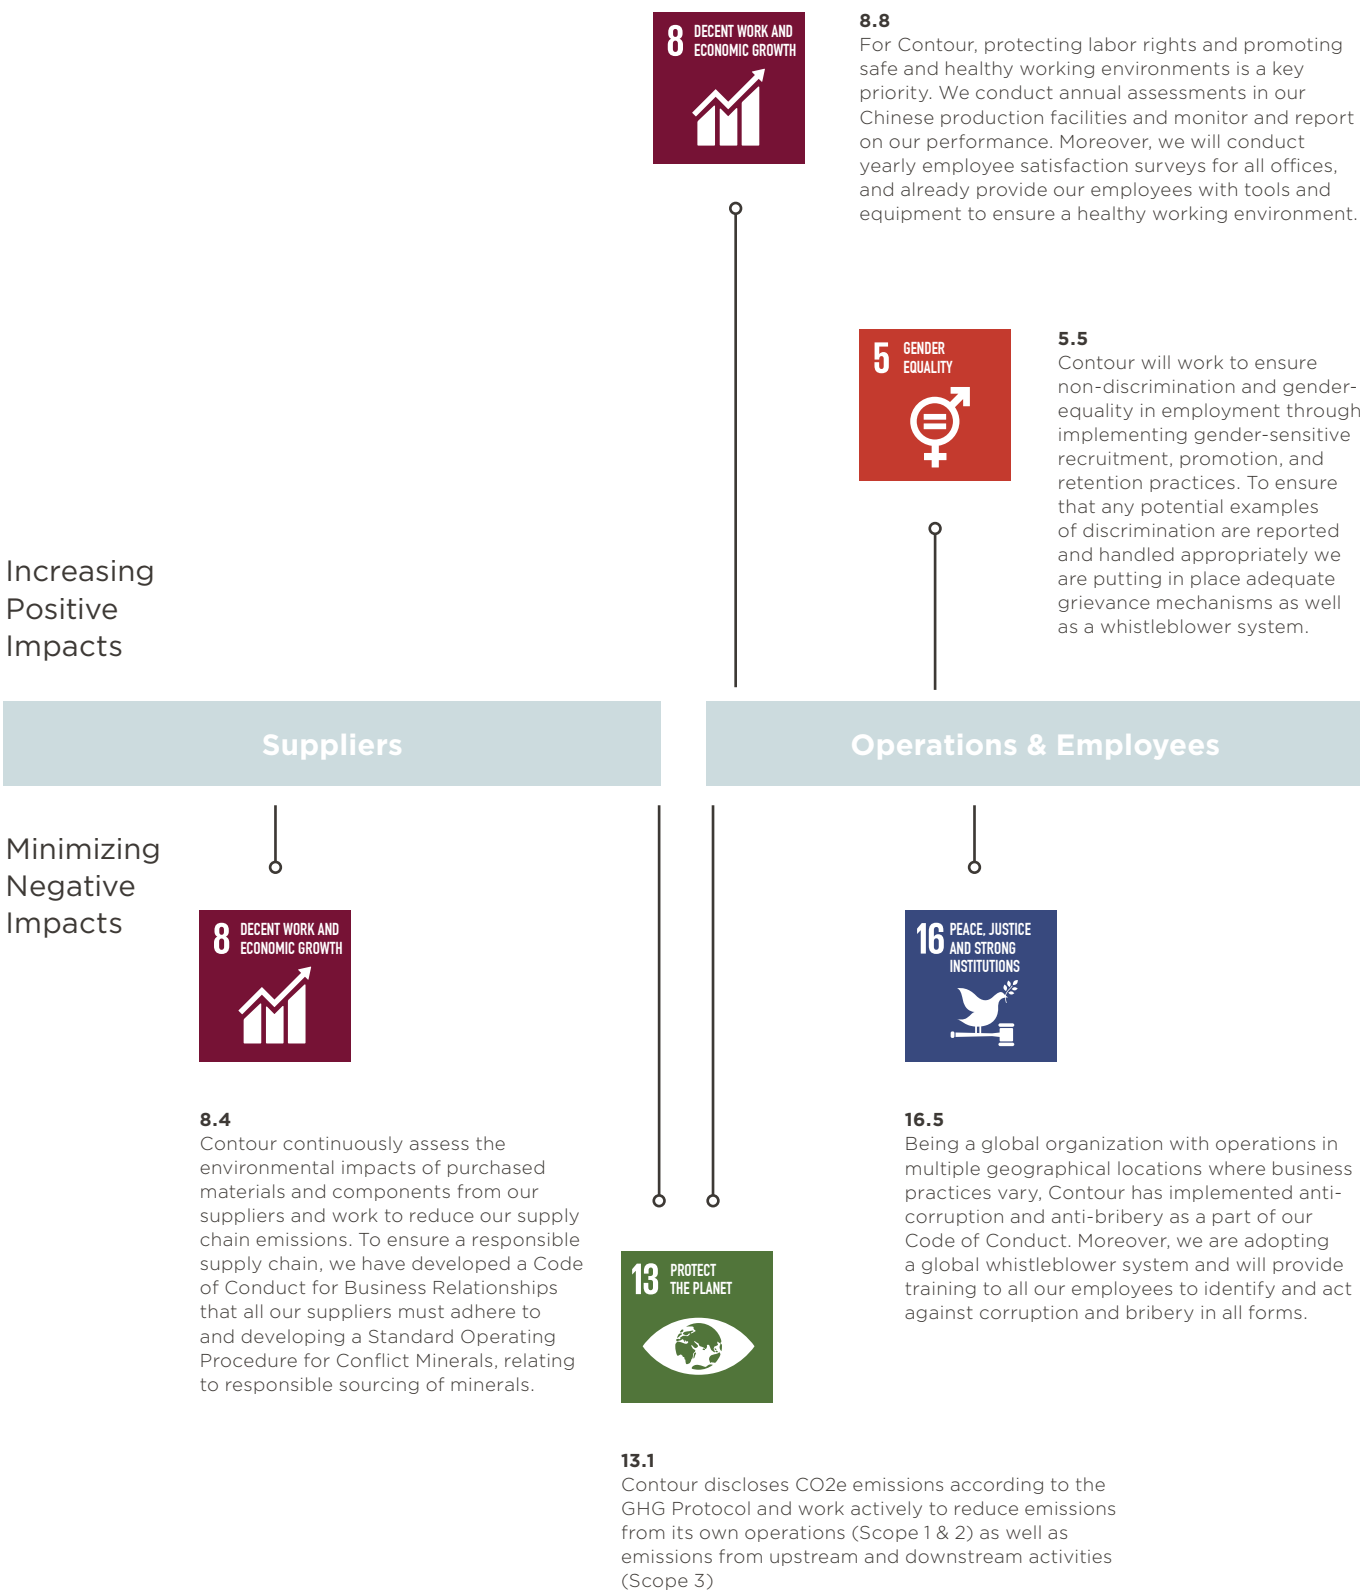 8 DECENT WORK AND
ECONOMIC GROWTH
8.8
For Contour, protecting labor rights and promoting
safe and healthy working environments is a key
priority. We conduct annual assessments in our
Chinese production facilities and monitor and report
on our performance. Moreover, we will conduct
yearly employee satisfaction surveys for all offices,
and already provide our employees with tools and
equipment to ensure a healthy working environment.
5 GENDER
EQUALITY
5.5
Contour will work to ensure
non-discrimination and gender-
equality in employment through
implementing gender-sensitive
recruitment, promotion, and
retention practices. To ensure
that any potential examples
of discrimination are reported
and handled appropriately we
are putting in place adequate
grievance mechanisms as well
as a whistleblower system.
Increasing
Positive
Impacts
Suppliers
Operations & Employees
Minimizing
Negative
Impacts
8 DECENT WORK AND
ECONOMIC GROWTH
8.4
Contour continuously assess the
environmental impacts of purchased
materials and components from our
suppliers and work to reduce our supply
chain emissions. To ensure a responsible
supply chain, we have developed a Code
of Conduct for Business Relationships
that all our suppliers must adhere to
and developing a Standard Operating
Procedure for Conflict Minerals, relating
to responsible sourcing of minerals.
16 PEACE, JUSTICE
AND STRONG
INSTITUTIONS
16.5
Being a global organization with operations in
multiple geographical locations where business
practices vary, Contour has implemented anti-
corruption and anti-bribery as a part of our
Code of Conduct. Moreover, we are adopting
a global whistleblower system and will provide
training to all our employees to identify and act
against corruption and bribery in all forms.
13 PROTECT
THE PLANET
13.1
Contour discloses CO2e emissions according to the
GHG Protocol and work actively to reduce emissions
from its own operations (Scope 1 & 2) as well as
emissions from upstream and downstream activities
(Scope 3)